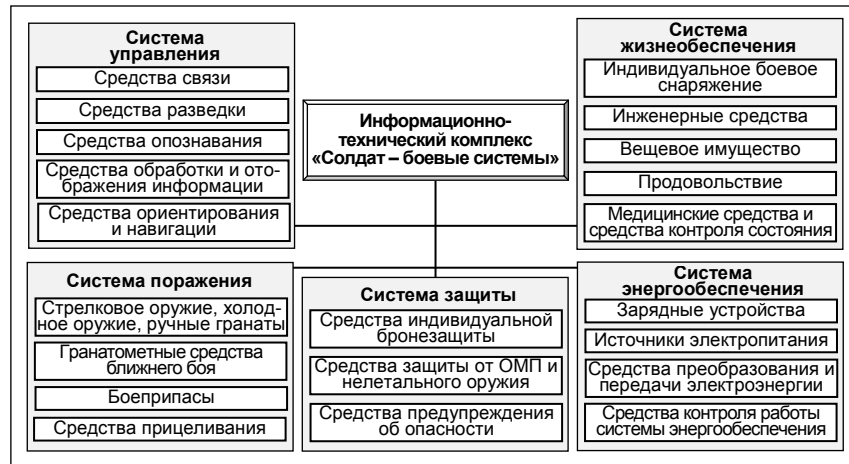 Система
управления
Средства связи
Средства разведки
Средства опознавания
Средства обработки и ото-
бражения информации
Средства ориентирования
и навигации
Информационно-
технический комплекс
«Солдат – боевые системы»
Система
жизнеобеспечения
Индивидуальное боевое
снаряжение
Инженерные средства
Вещевое имущество
Продовольствие
Медицинские средства и
средства контроля состояния
Система поражения
Стрелковое оружие, холод-
ное оружие, ручные гранаты
Гранатометные средства
ближнего боя
Боеприпасы
Средства прицеливания
Система защиты
Средства индивидуальной
бронезащиты
Средства защиты от ОМП и
нелетального оружия
Средства предупреждения
об опасности
Система
энергообеспечения
Зарядные устройства
Источники электропитания
Средства преобразования и
передачи электроэнергии
Средства контроля работы
системы энергообеспечения